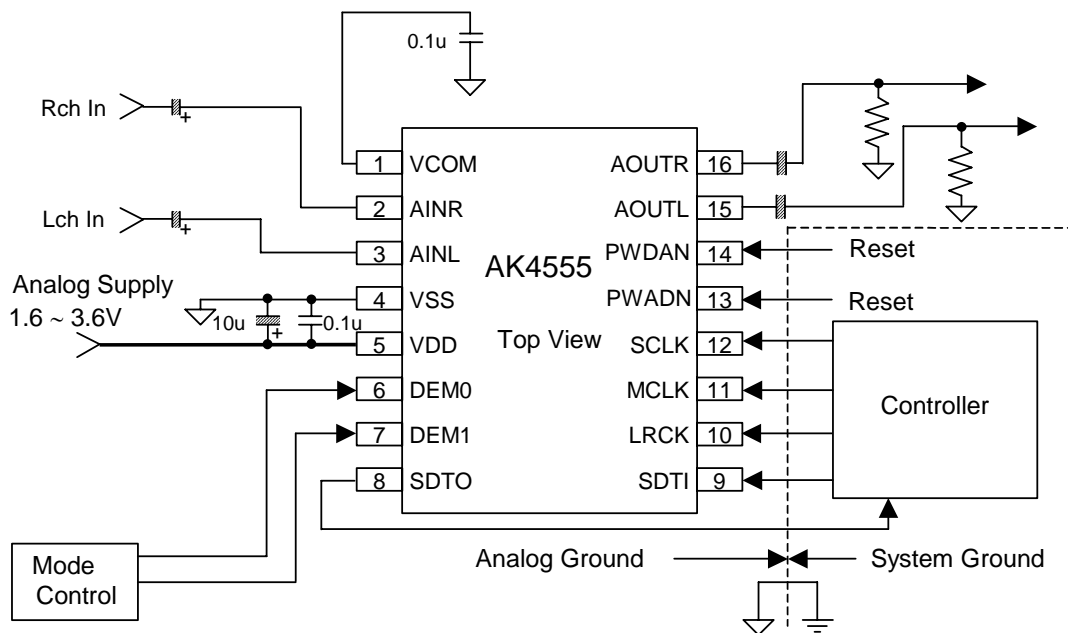 0.1u
Rch In
+
Lch In
+
Analog Supply
1.6 ~ 3.6V
10u
+
0.1u
1 VCOM
2 AINR
3 AINL
4 VSS
5 VDD
6 DEM0
7 DEM1
8 SDTO
AK4555
Top View
AOUTR 16
AOUTL 15
PWDAN 14
PWADN 13
SCLK 12
MCLK 11
LRCK 10
SDTI 9
Reset
Reset
Controller
Mode
Control
Analog Ground
System Ground